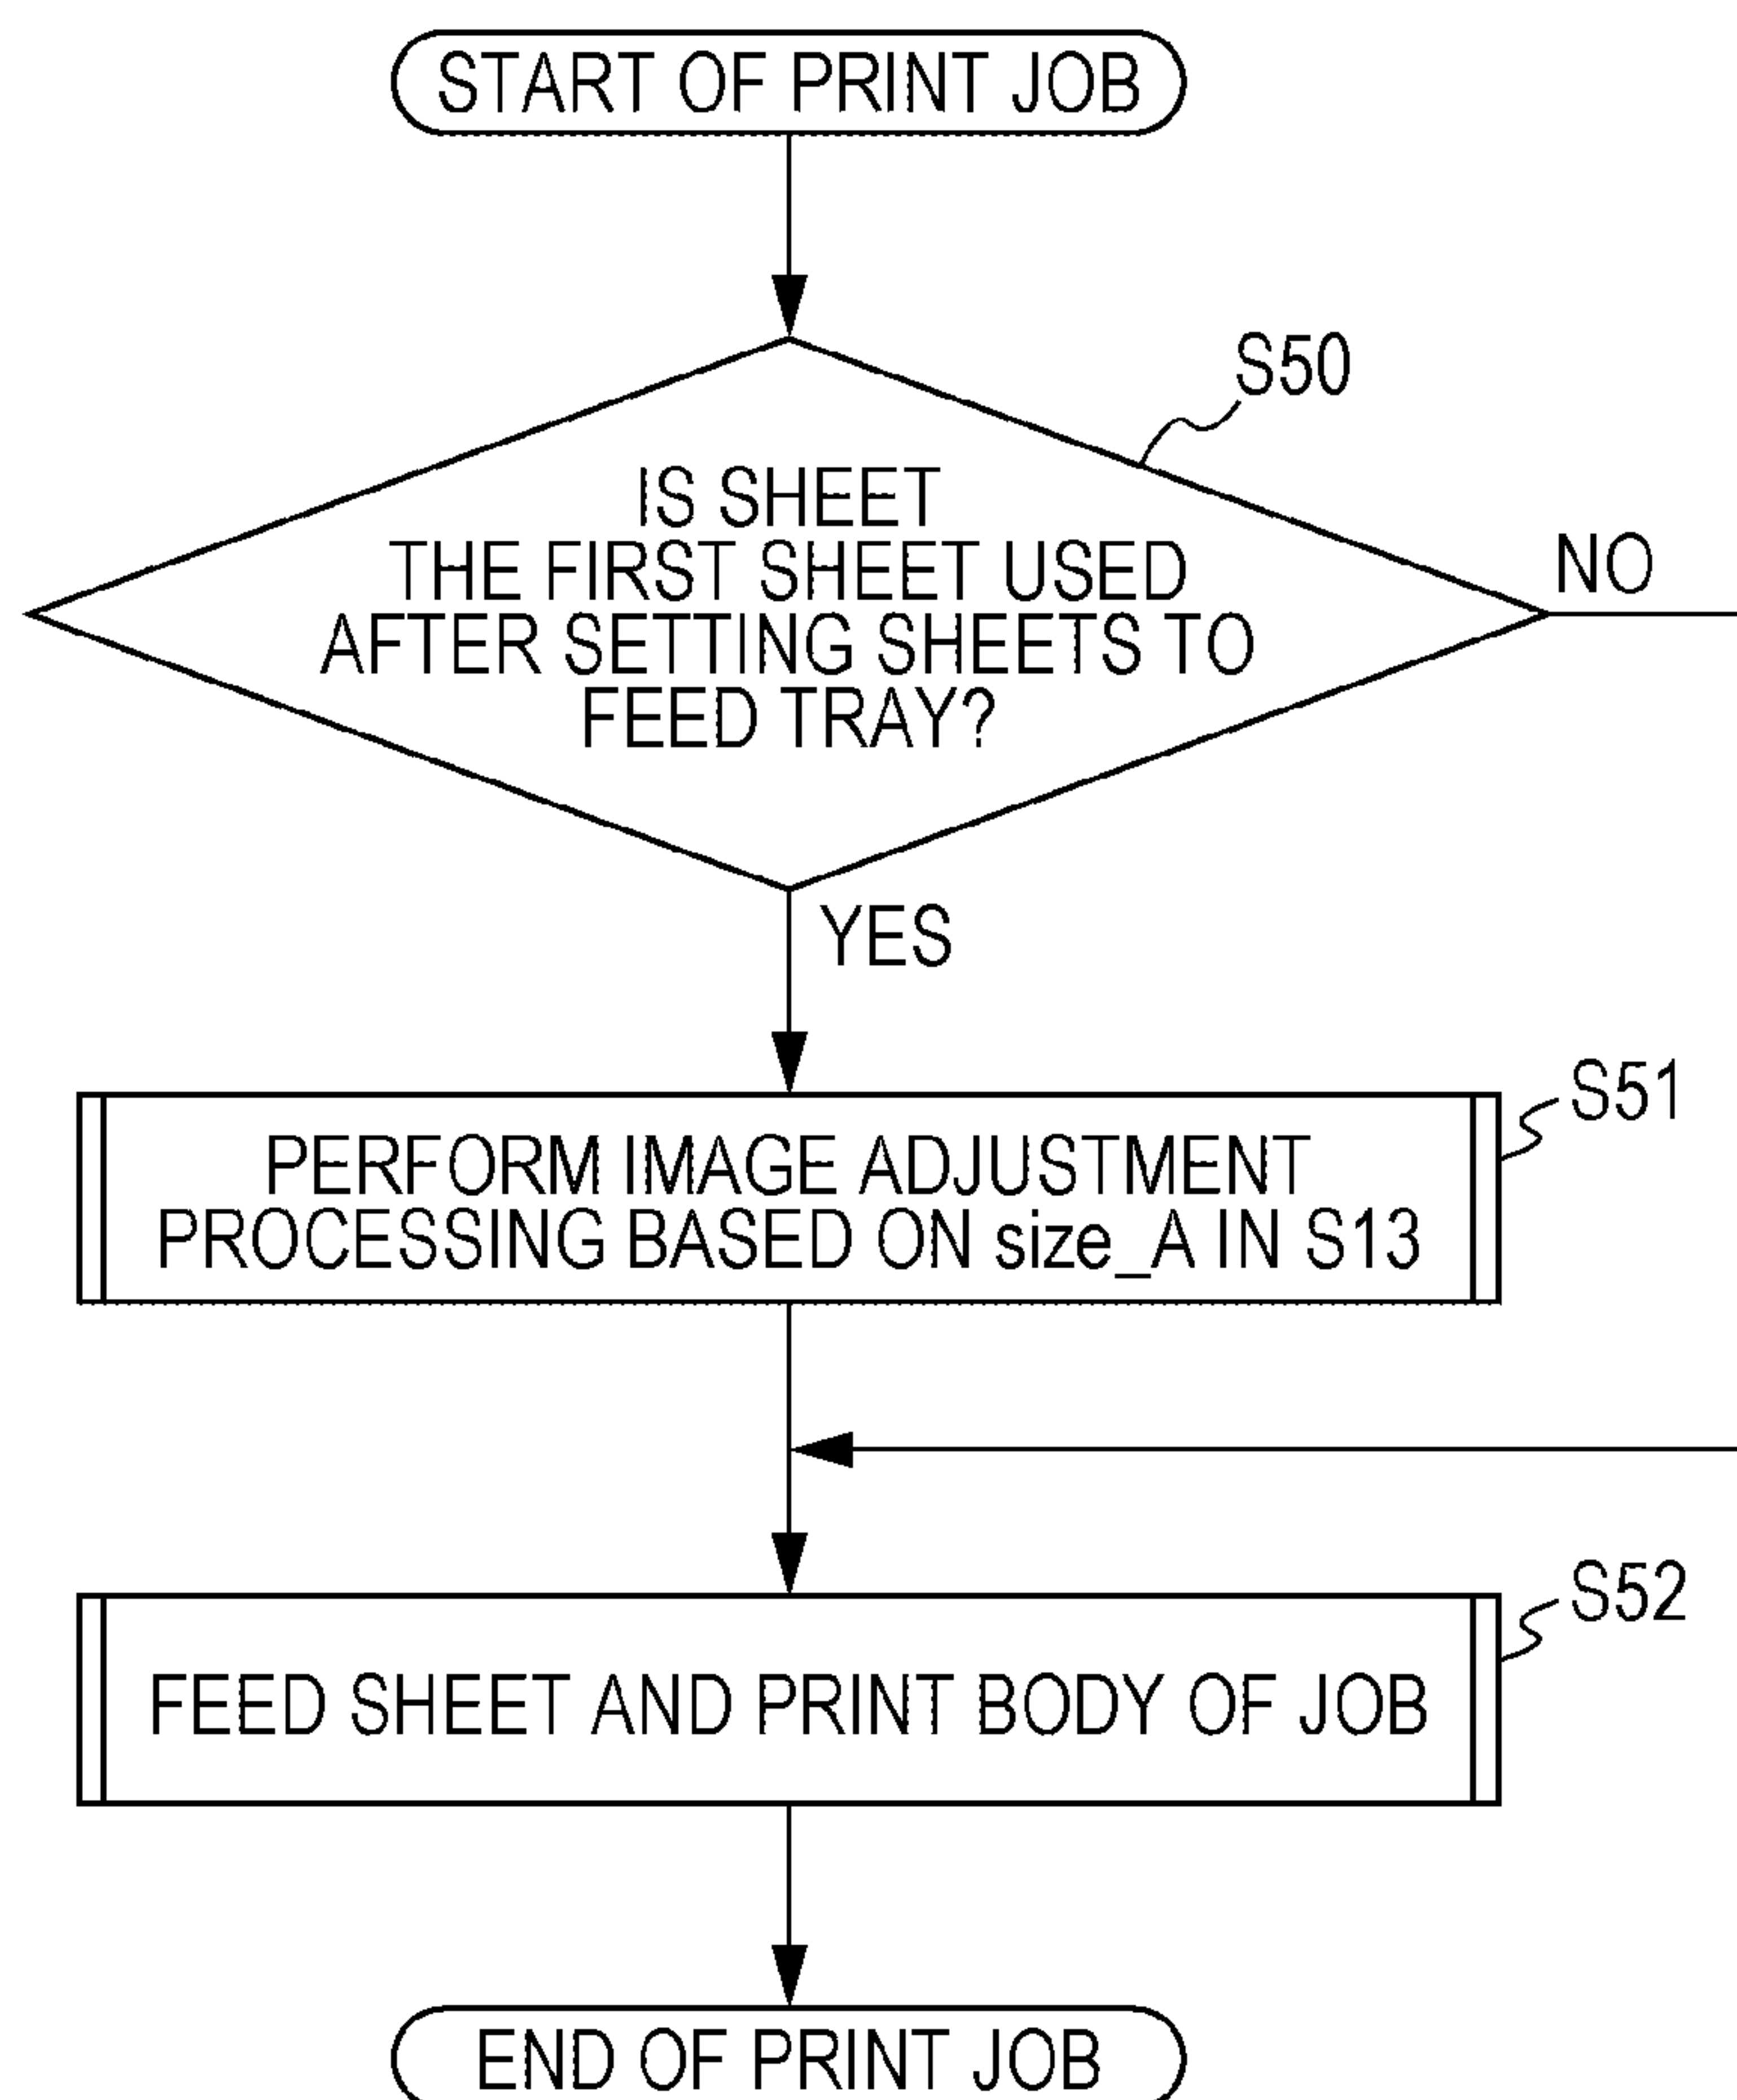 START OF PRINT JOB
S50
IS SHEET
THE FIRST SHEET USED
AFTER SETTING SHEETS TO
FEED TRAY?
NO
YES
S51
PERFORM IMAGE ADJUSTMENT
PROCESSING BASED ON size_A IN S13
S52
FEED SHEET AND PRINT BODY OF JOB
END OF PRINT JOB